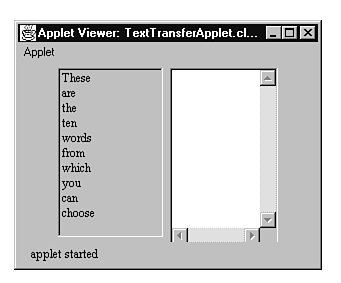 Applet Viewer: TextTransferApplet.cl...
Applet
These
are
the
ten
words
from
which
you
can
choose
applet started